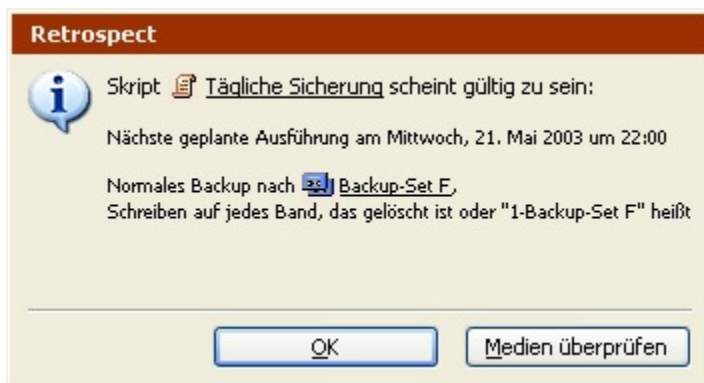 Retrospect
Skript Tägliche Sicherung scheint gültig zu sein:
Nächste geplante Ausführung am Mittwoch, 21. Mai 2003 um 22:00
Normales Backup nach Backup-Set F,
Schreiben auf jedes Band, das gelöscht ist oder "1-Backup-Set F" heißt
OK
Medien überprüfen